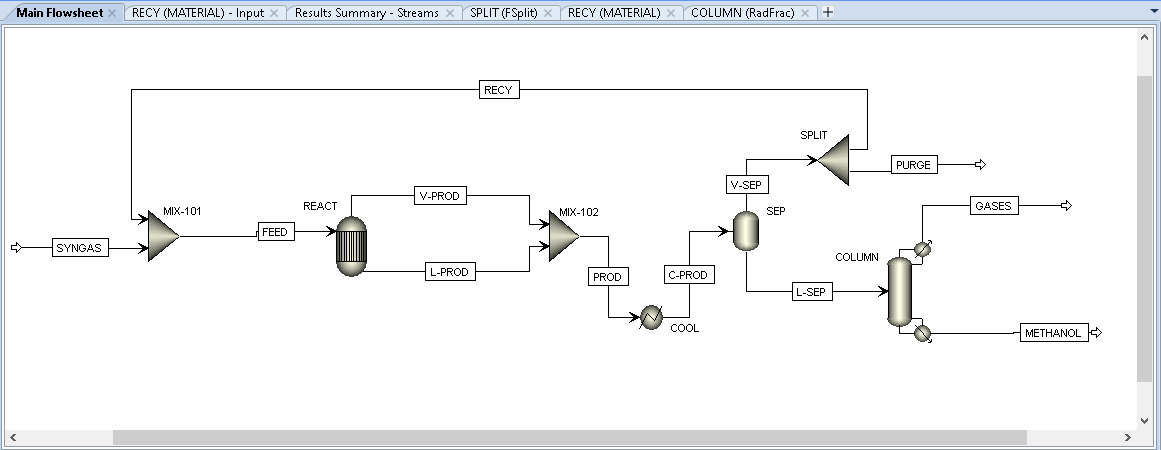 Main Flowsheet
RECY (MATERIAL) - Input
Results Summary - Streams
SPLIT (FSplit)
RECY (MATERIAL)
COLUMN (RadFrac)
RECY
SPLIT
PURGE
V-SEP
V-PROD
REACT
MIX-101
MIX-102
SEP
GASES
FEED
SYNGAS
COLUMN
L-PROD
PROD
C-PROD
L-SEP
COOL
METHANOL